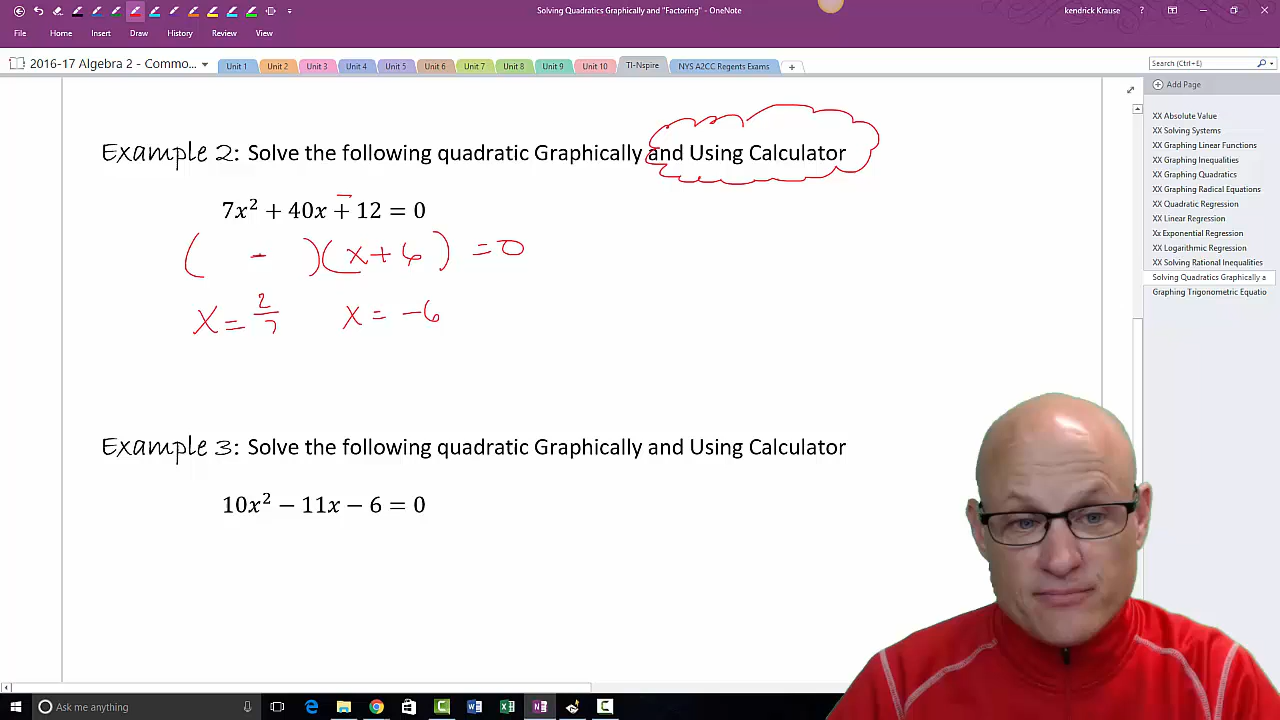 Solving Quadratics Graphically and "Factoring" - OneNote
kendrick Krause ?
File Home Insert Draw History Review View
2016-17 Algebra 2 - Commo... Unit 1 Unit 2 Unit 3 Unit 4 Unit 5 Unit 6 Unit 7 Unit 8 Unit 9 Unit 10 TI-Nspire NYS A2CC Regents Exams +
Search (Ctrl+E)
Add Page
XX Absolute Value
XX Solving Systems
XX Graphing Linear Functions
XX Graphing Inequalities
XX Graphing Quadratics
XX Graphing Radical Equations
XX Quadratic Regression
XX Linear Regression
Xx Exponential Regression
XX Logarithmic Regression
XX Solving Rational Inequalities
Solving Quadratics Graphically a
Graphing Trigonometric Equatio
Example 2: Solve the following quadratic Graphically and Using Calculator
7x² + 40x + 12 = 0
( - )(x + 6) = 0
x = 2/7 x = -6
Example 3: Solve the following quadratic Graphically and Using Calculator
10x² − 11x − 6 = 0
Ask me anything